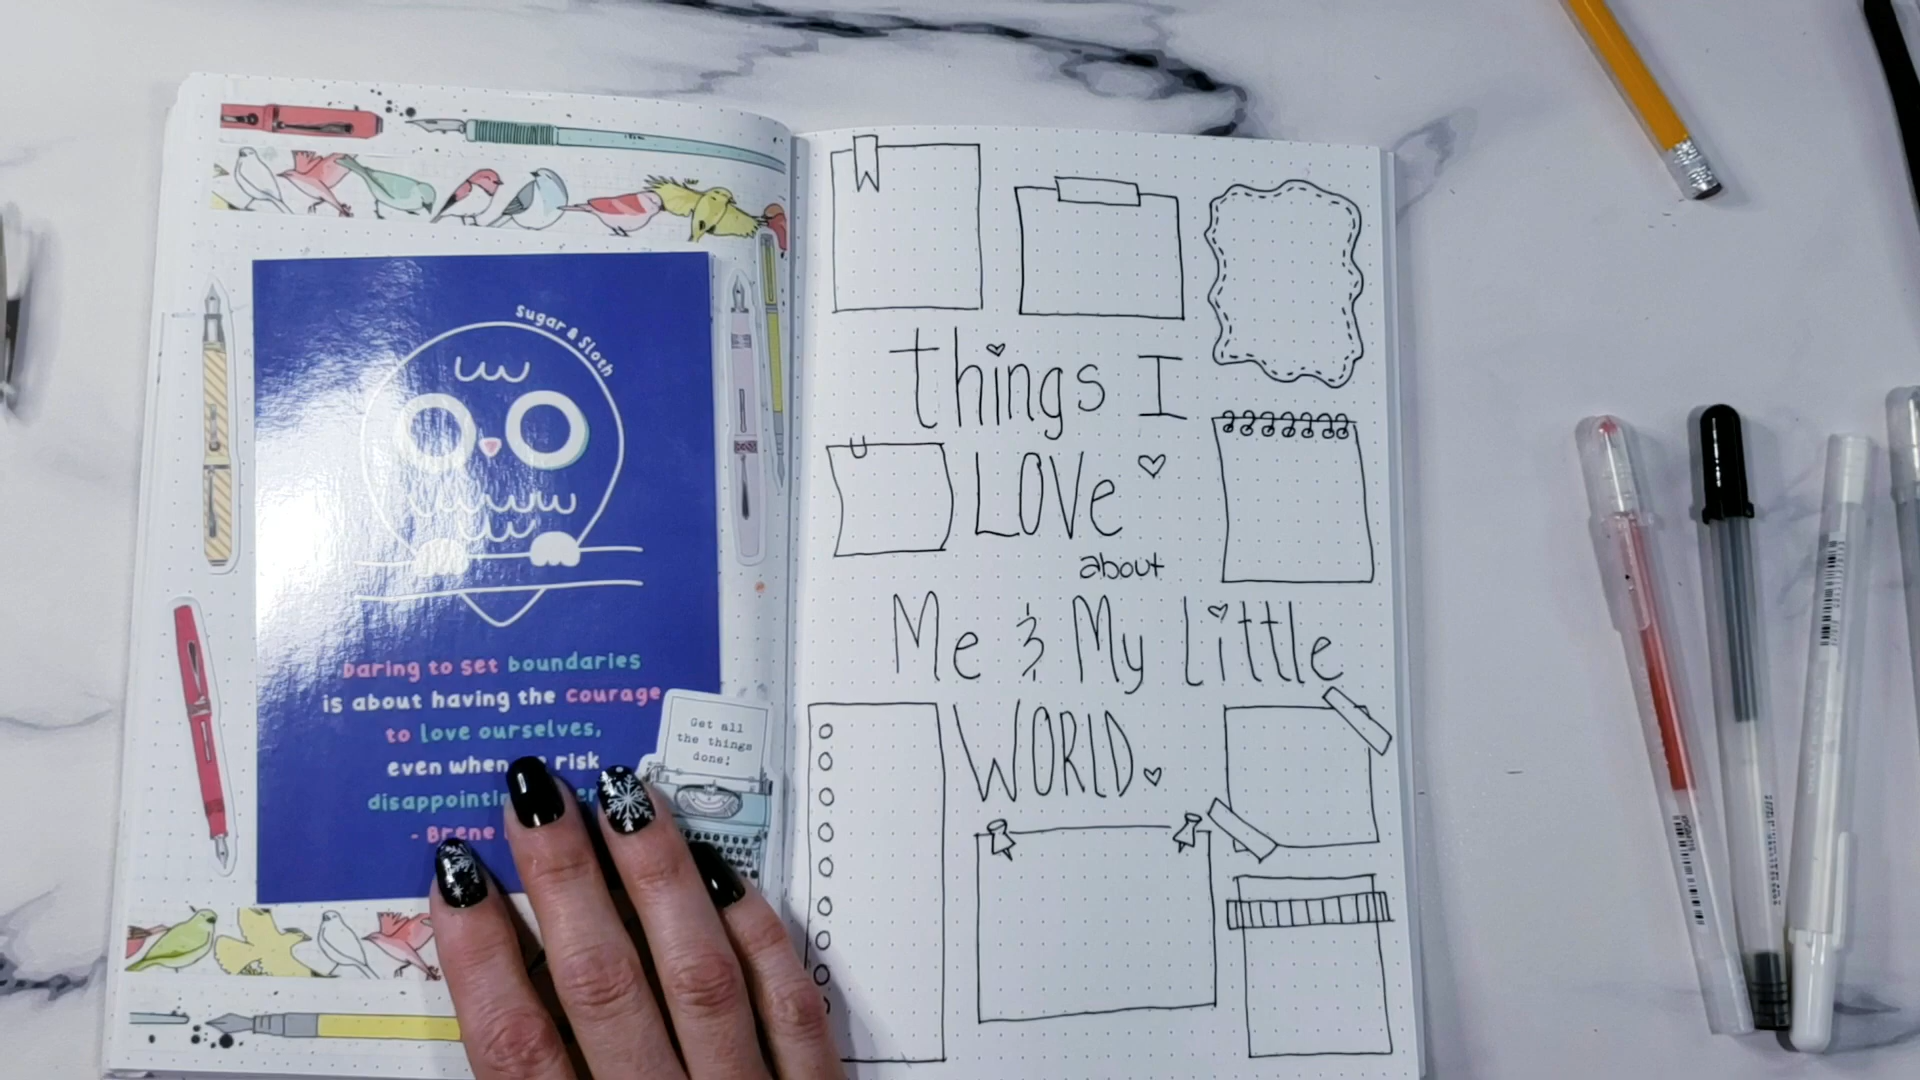 sugar & sloth
Daring to set boundaries
is about having the courage
to love ourselves,
even when risk
disappointin
- Brene
Get all
the things
done!
things I
LOVe
about
Me & My Little
WORLD.